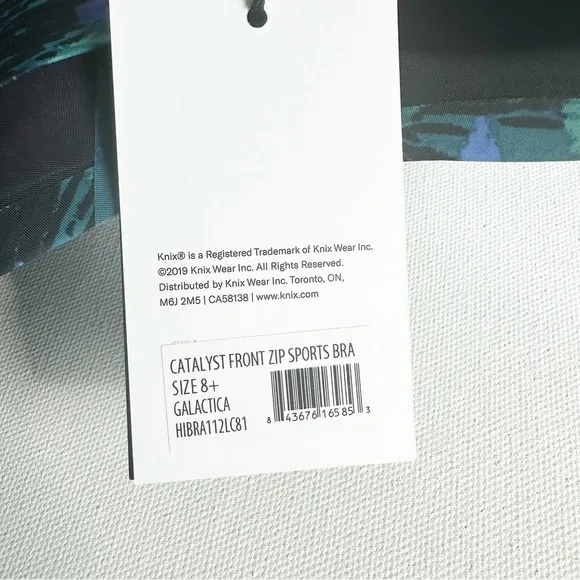 Knix® is a Registered Trademark of Knix Wear Inc.
©2019 Knix Wear Inc. All Rights Reserved.
Distributed by Knix Wear Inc. Toronto, ON,
M6J 2M5 | CA58138 | www.knix.com
CATALYST FRONT ZIP SPORTS BRA
SIZE 8+
GALACTICA
HIBRA112LC81
8 43676 16585 3